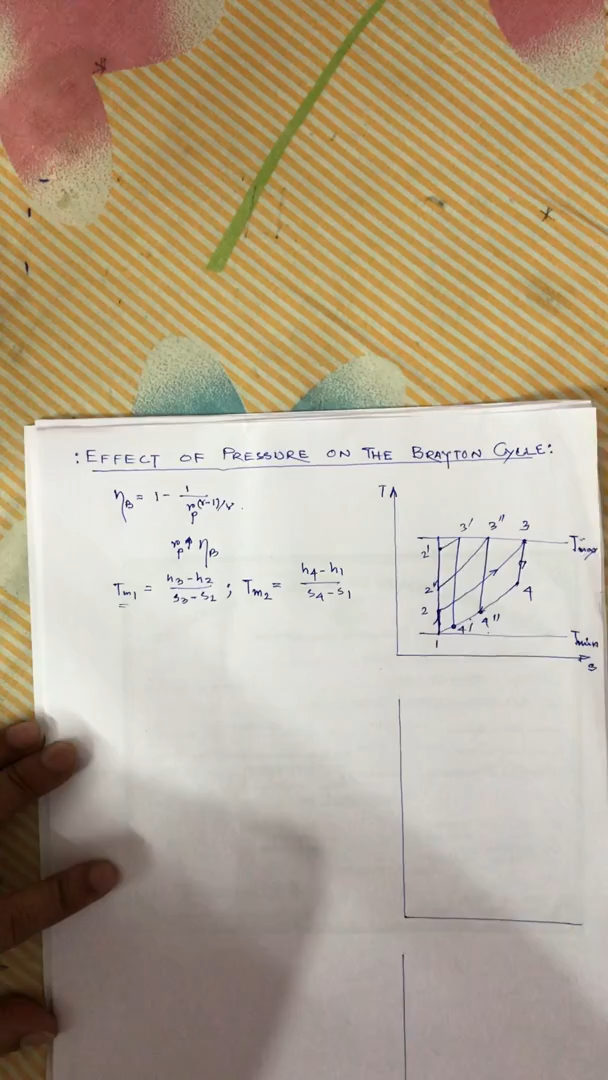 : EFFECT OF PRESSURE ON THE BRAYTON CYCLE:
ηB = 1 - 1/rp^(γ-1)/γ.
rp↑ ηB
Tm1 = h3-h2/s3-s2 ; Tm2 = h4-h1/s4-s1
T
3' 3" 3
Tmax
2'
2"
4
2
4' 4"
Tmin
1
s